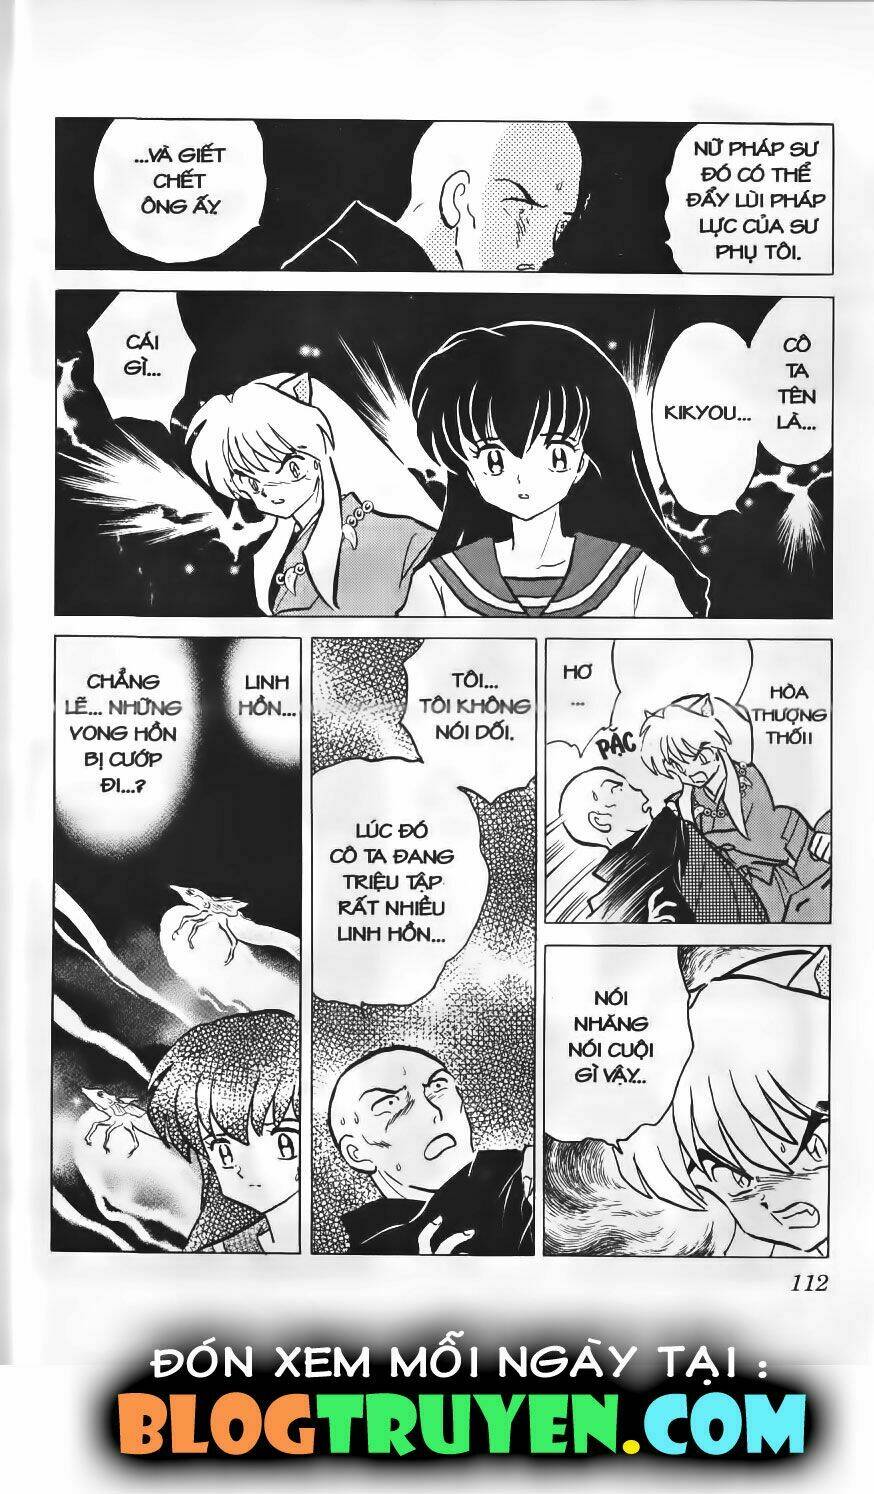 NỮ PHÁP SƯ
ĐÓ CÓ THỂ
ĐẨY LÙI PHÁP
LỰC CỦA SƯ
PHỤ TÔI.
...VÀ GIẾT
CHẾT
ÔNG ẤY.
CÔ
TA
TÊN
LÀ...
KIKYOU...
CÁI
GÌ...
HÒA
THƯỢNG
THỐI!
HƠ
...
PẶC
NÓI
NHĂNG
NÓI CUỘI
GÌ VẬY...
TÔI...
TÔI KHÔNG
NÓI DỐI.
LÚC ĐÓ
CÔ TA ĐANG
TRIỆU TẬP
RẤT NHIỀU
LINH HỒN...
LINH
HỒN...
CHẲNG
LẼ... NHỮNG
VONG HỒN
BỊ CƯỚP
ĐI...?
112
ĐÓN XEM MỖI NGÀY TẠI :
BLOGTRUYEN.COM